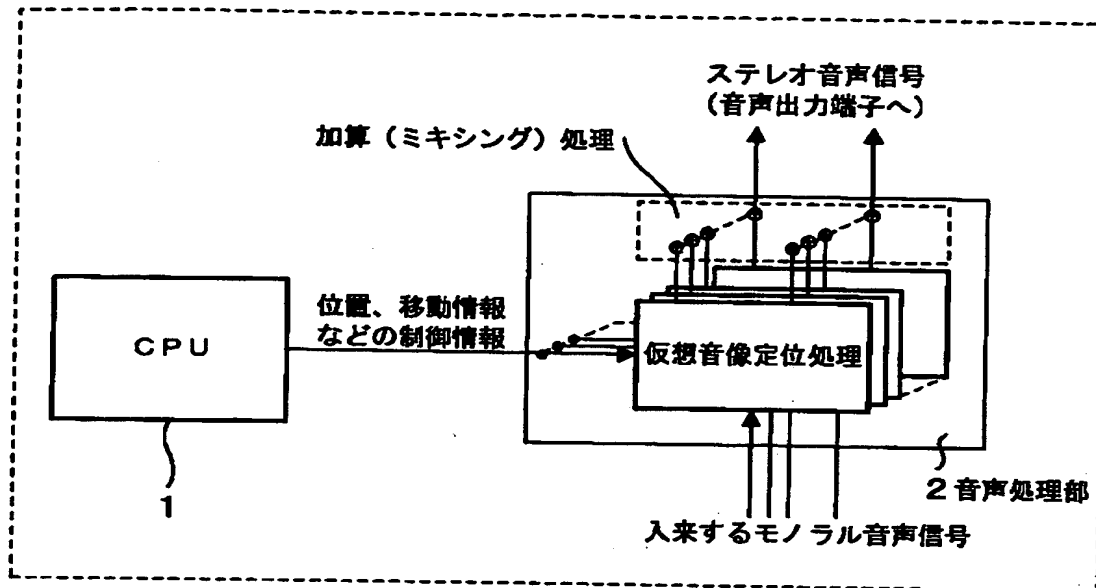 ステレオ音声信号
(音声出力端子へ)
加算(ミキシング)処理
位置、移動情報
などの制御情報
CPU
仮想音像定位処理
1
2 音声処理部
入来するモノラル音声信号